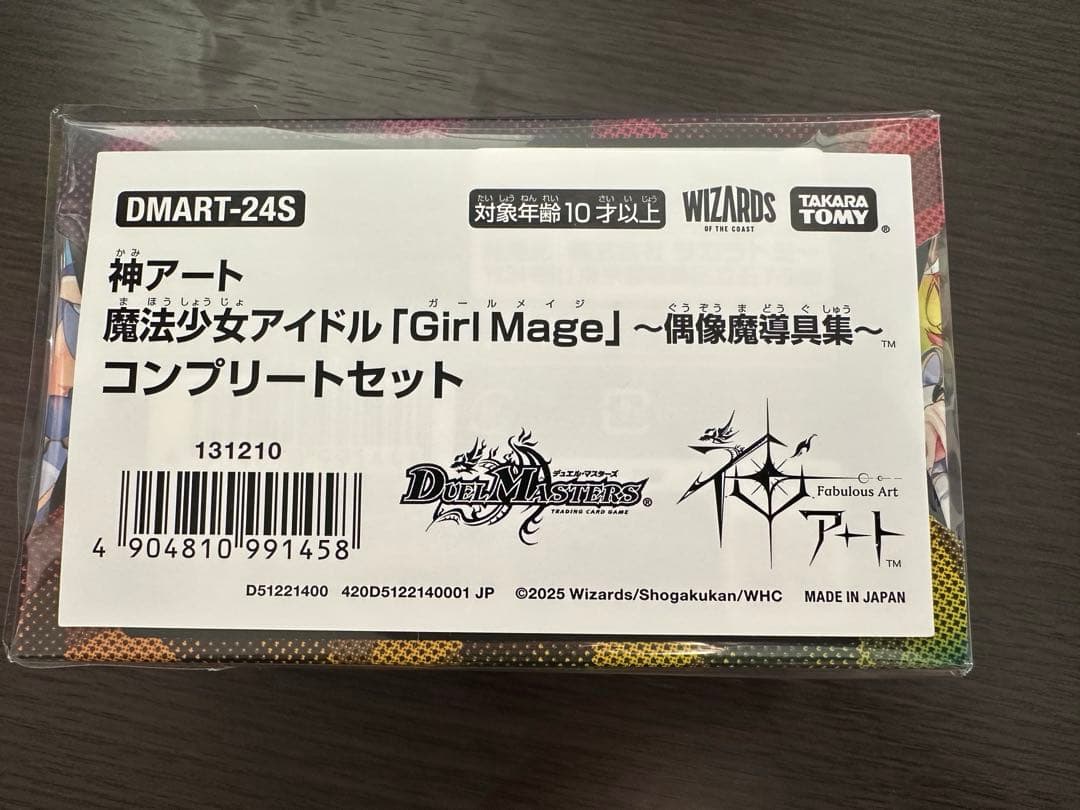 DMART-24S
たいしょうねんれい さいいじょう
対象年齢10才以上
WIZARDS
OF THE COAST
TAKARA
TOMY®
かみ
神アート
まほうしょうじょ ガールメイジ ぐうぞうまどうぐしゅう
魔法少女アイドル「Girl Mage」～偶像魔導具集～™
コンプリートセット
131210
4 904810 991458
デュエル・マスターズ
DUEL MASTERS®
TRADING CARD GAME
神
Fabulous Art
アート™
D51221400 420D5122140001 JP ©2025 Wizards/Shogakukan/WHC MADE IN JAPAN